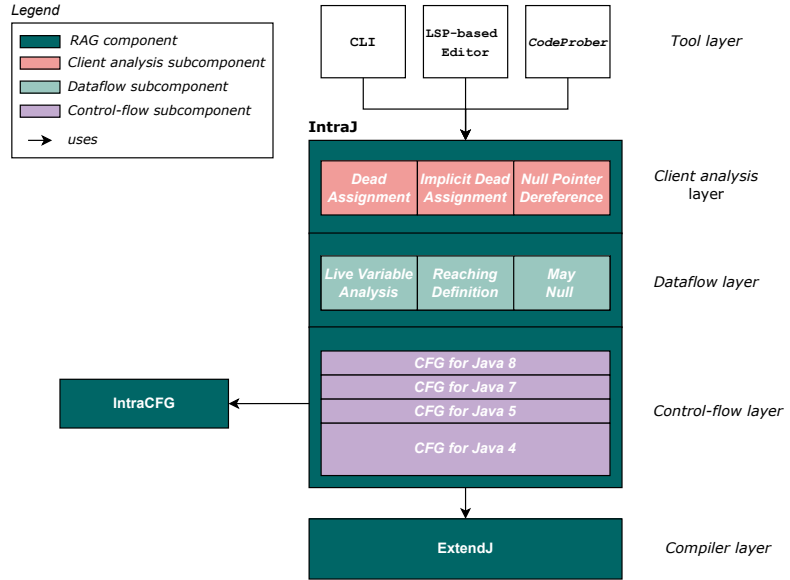 Legend
RAG component
Client analysis subcomponent
Dataflow subcomponent
Control-flow subcomponent
uses
CLI
LSP-based
Editor
CodeProber
Tool layer
IntraJ
Dead
Assignment
Implicit Dead
Assignment
Null Pointer
Dereference
Client analysis
layer
Live Variable
Analysis
Reaching
Definition
May
Null
Dataflow layer
CFG for Java 8
CFG for Java 7
CFG for Java 5
CFG for Java 4
IntraCFG
Control-flow layer
ExtendJ
Compiler layer